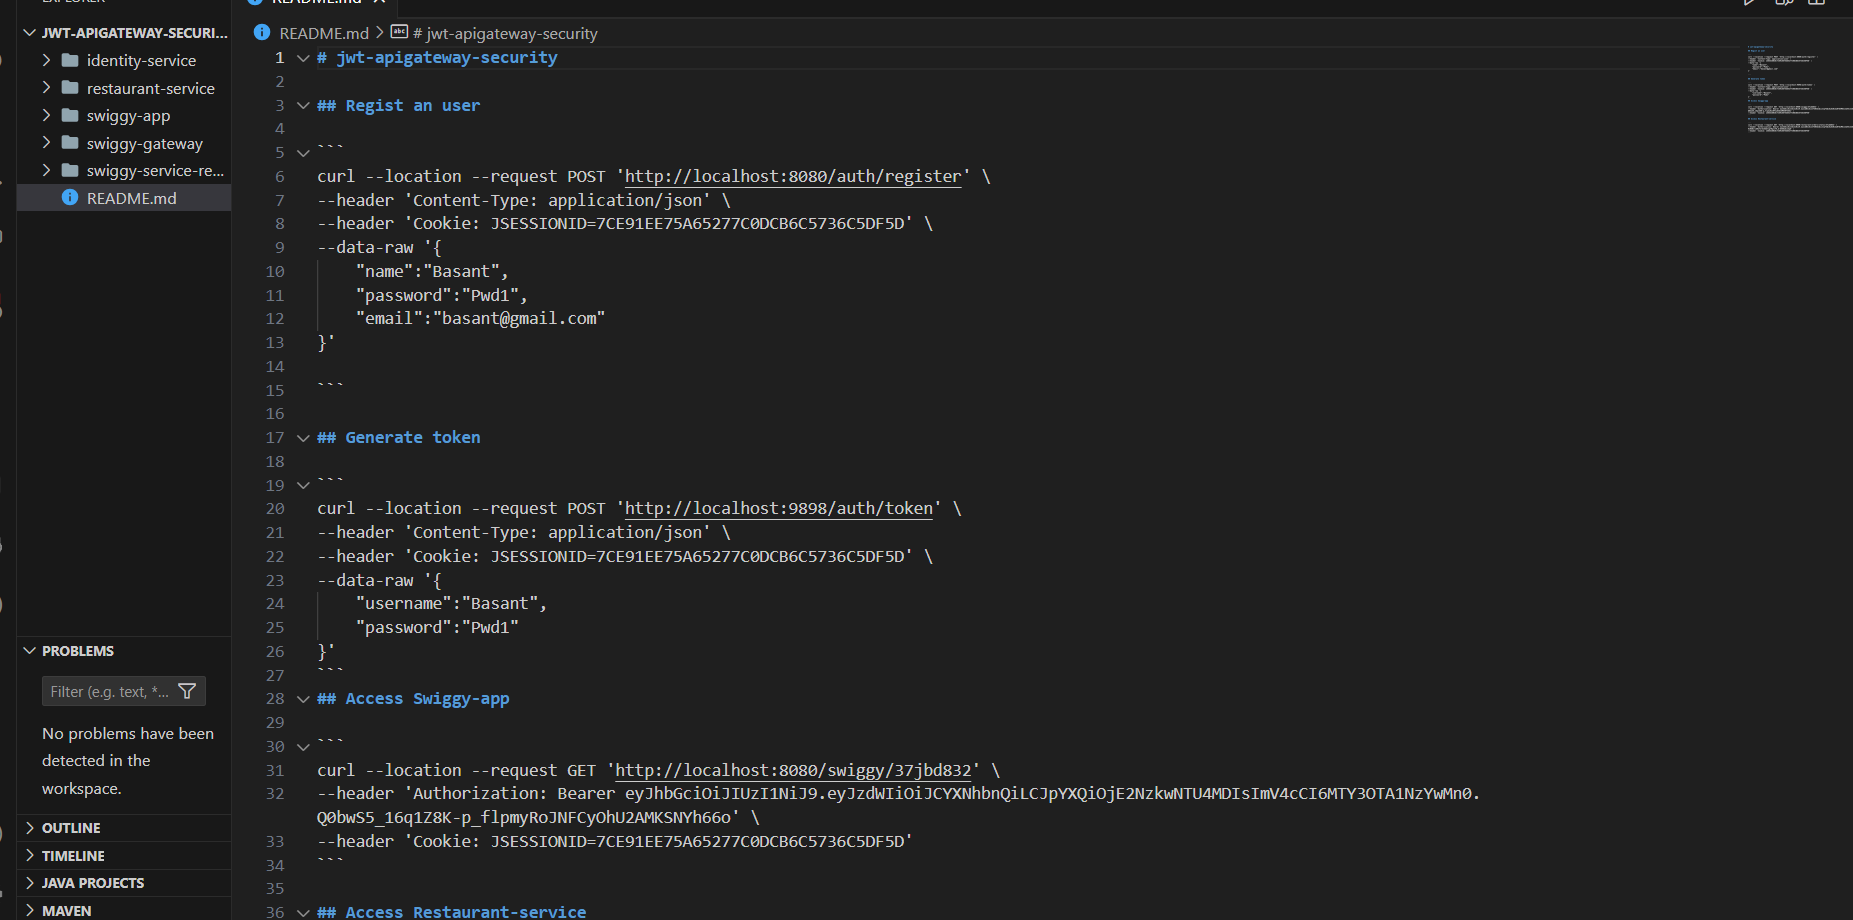 EXPLORER
README.md
JWT-APIGATEWAY-SECURI...
identity-service
restaurant-service
swiggy-app
swiggy-gateway
swiggy-service-re...
README.md
PROBLEMS
Filter (e.g. text, *...
No problems have been
detected in the
workspace.
OUTLINE
TIMELINE
JAVA PROJECTS
MAVEN
README.md > abc # jwt-apigateway-security
1 # jwt-apigateway-security
2
3 ## Regist an user
4
5 ```
6 curl --location --request POST 'http://localhost:8080/auth/register' \
7 --header 'Content-Type: application/json' \
8 --header 'Cookie: JSESSIONID=7CE91EE75A65277C0DCB6C5736C5DF5D' \
9 --data-raw '{
10 "name":"Basant",
11 "password":"Pwd1",
12 "email":"basant@gmail.com"
13 }'
14
15 ```
16
17 ## Generate token
18
19 ```
20 curl --location --request POST 'http://localhost:9898/auth/token' \
21 --header 'Content-Type: application/json' \
22 --header 'Cookie: JSESSIONID=7CE91EE75A65277C0DCB6C5736C5DF5D' \
23 --data-raw '{
24 "username":"Basant",
25 "password":"Pwd1"
26 }'
27 ```
28 ## Access Swiggy-app
29
30 ```
31 curl --location --request GET 'http://localhost:8080/swiggy/37jbd832' \
32 --header 'Authorization: Bearer eyJhbGciOiJIUzI1NiJ9.eyJzdWIiOiJCYXNhbnQiLCJpYXQiOjE2NzkwNTU4MDIsImV4cCI6MTY3OTA1NzYwMn0.
Q0bwS5_16q1Z8K-p_flpmyRoJNFCyOhU2AMKSNYh66o' \
33 --header 'Cookie: JSESSIONID=7CE91EE75A65277C0DCB6C5736C5DF5D'
34 ```
35
36 ## Access Restaurant-service